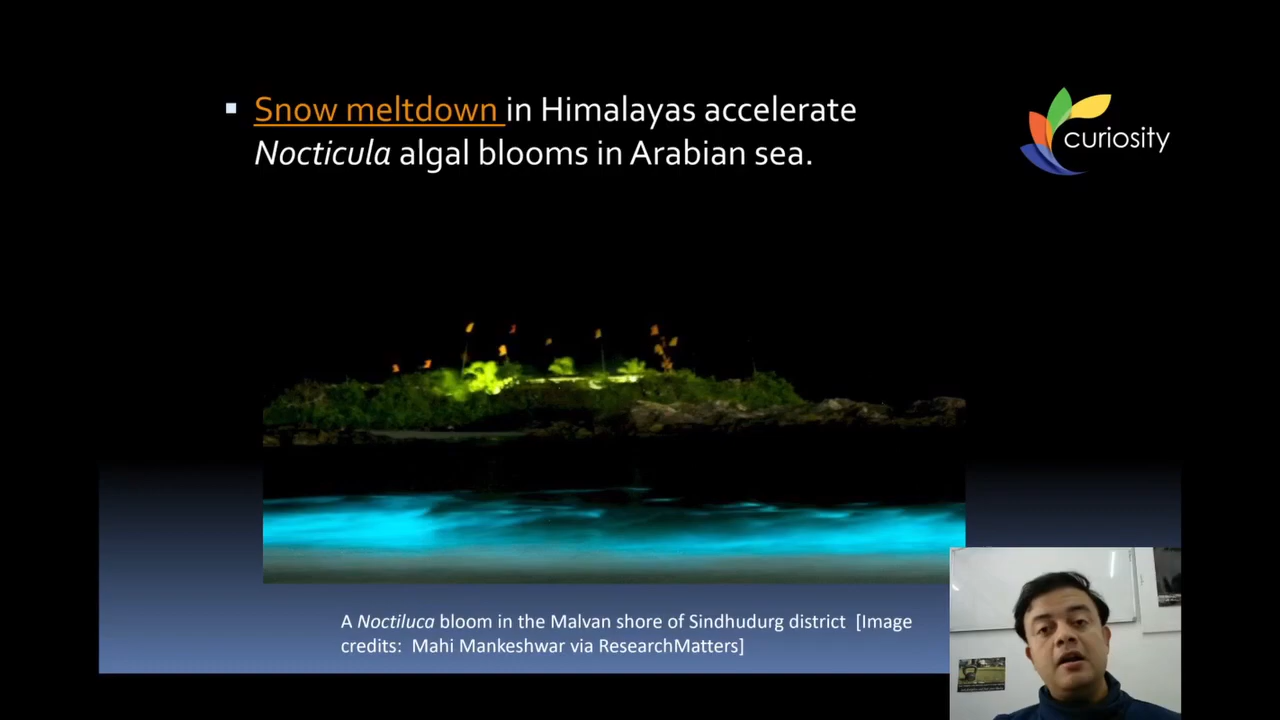 Snow meltdown in Himalayas accelerate
Nocticula algal blooms in Arabian sea.
curiosity
A Noctiluca bloom in the Malvan shore of Sindhudurg district [Image
credits: Mahi Mankeshwar via ResearchMatters]